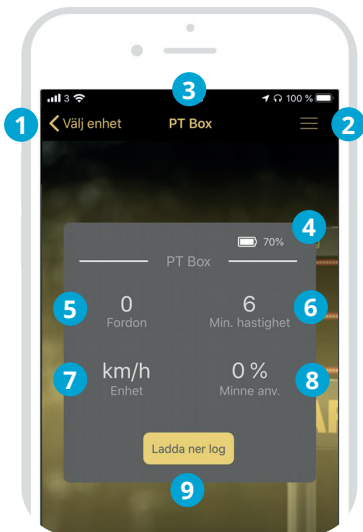 3
3 100 %
1 Välj enhet PT Box 2
4
70%
PT Box
5 0 6 6
Fordon Min. hastighet
7 km/h 0 % 8
Enhet Minne anv.
Ladda ner log
9